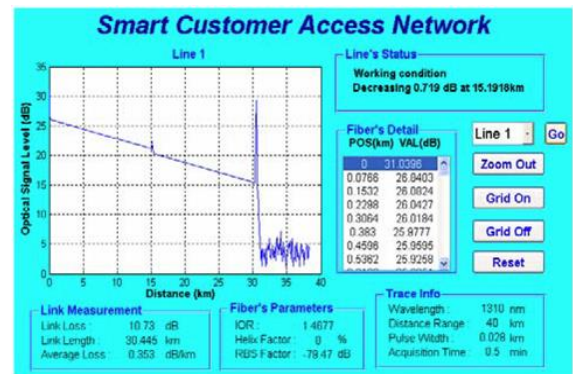 Smart Customer Access Network
Line 1
35
30
25
20
15
10
5
0
Optical Signal Level (dB)
0 5 10 15 20 25 30 35 40
Distance (km)
Line's Status
Working condition
Decreasing 0.719 dB at 15.1918km
Fiber's Detail
POS(km) VAL(dB)
0 31.0396
0.0766 26.8403
0.1532 26.0824
0.2298 26.0427
0.3064 26.0184
0.383 25.9777
0.4596 25.9595
0.5362 25.9258
Line 1
Go
Zoom Out
Grid On
Grid Off
Reset
Link Measurement
Link Loss : 10.73 dB
Link Length : 30.445 km
Average Loss : 0.353 dB/km
Fiber's Parameters
IOR : 1.4677
Helix Factor : 0 %
RBS Factor : -79.47 dB
Trace Info
Wavelength : 1310 nm
Distance Range : 40 km
Pulse Witdth : 0.028 km
Acquisition Time : 0.5 min